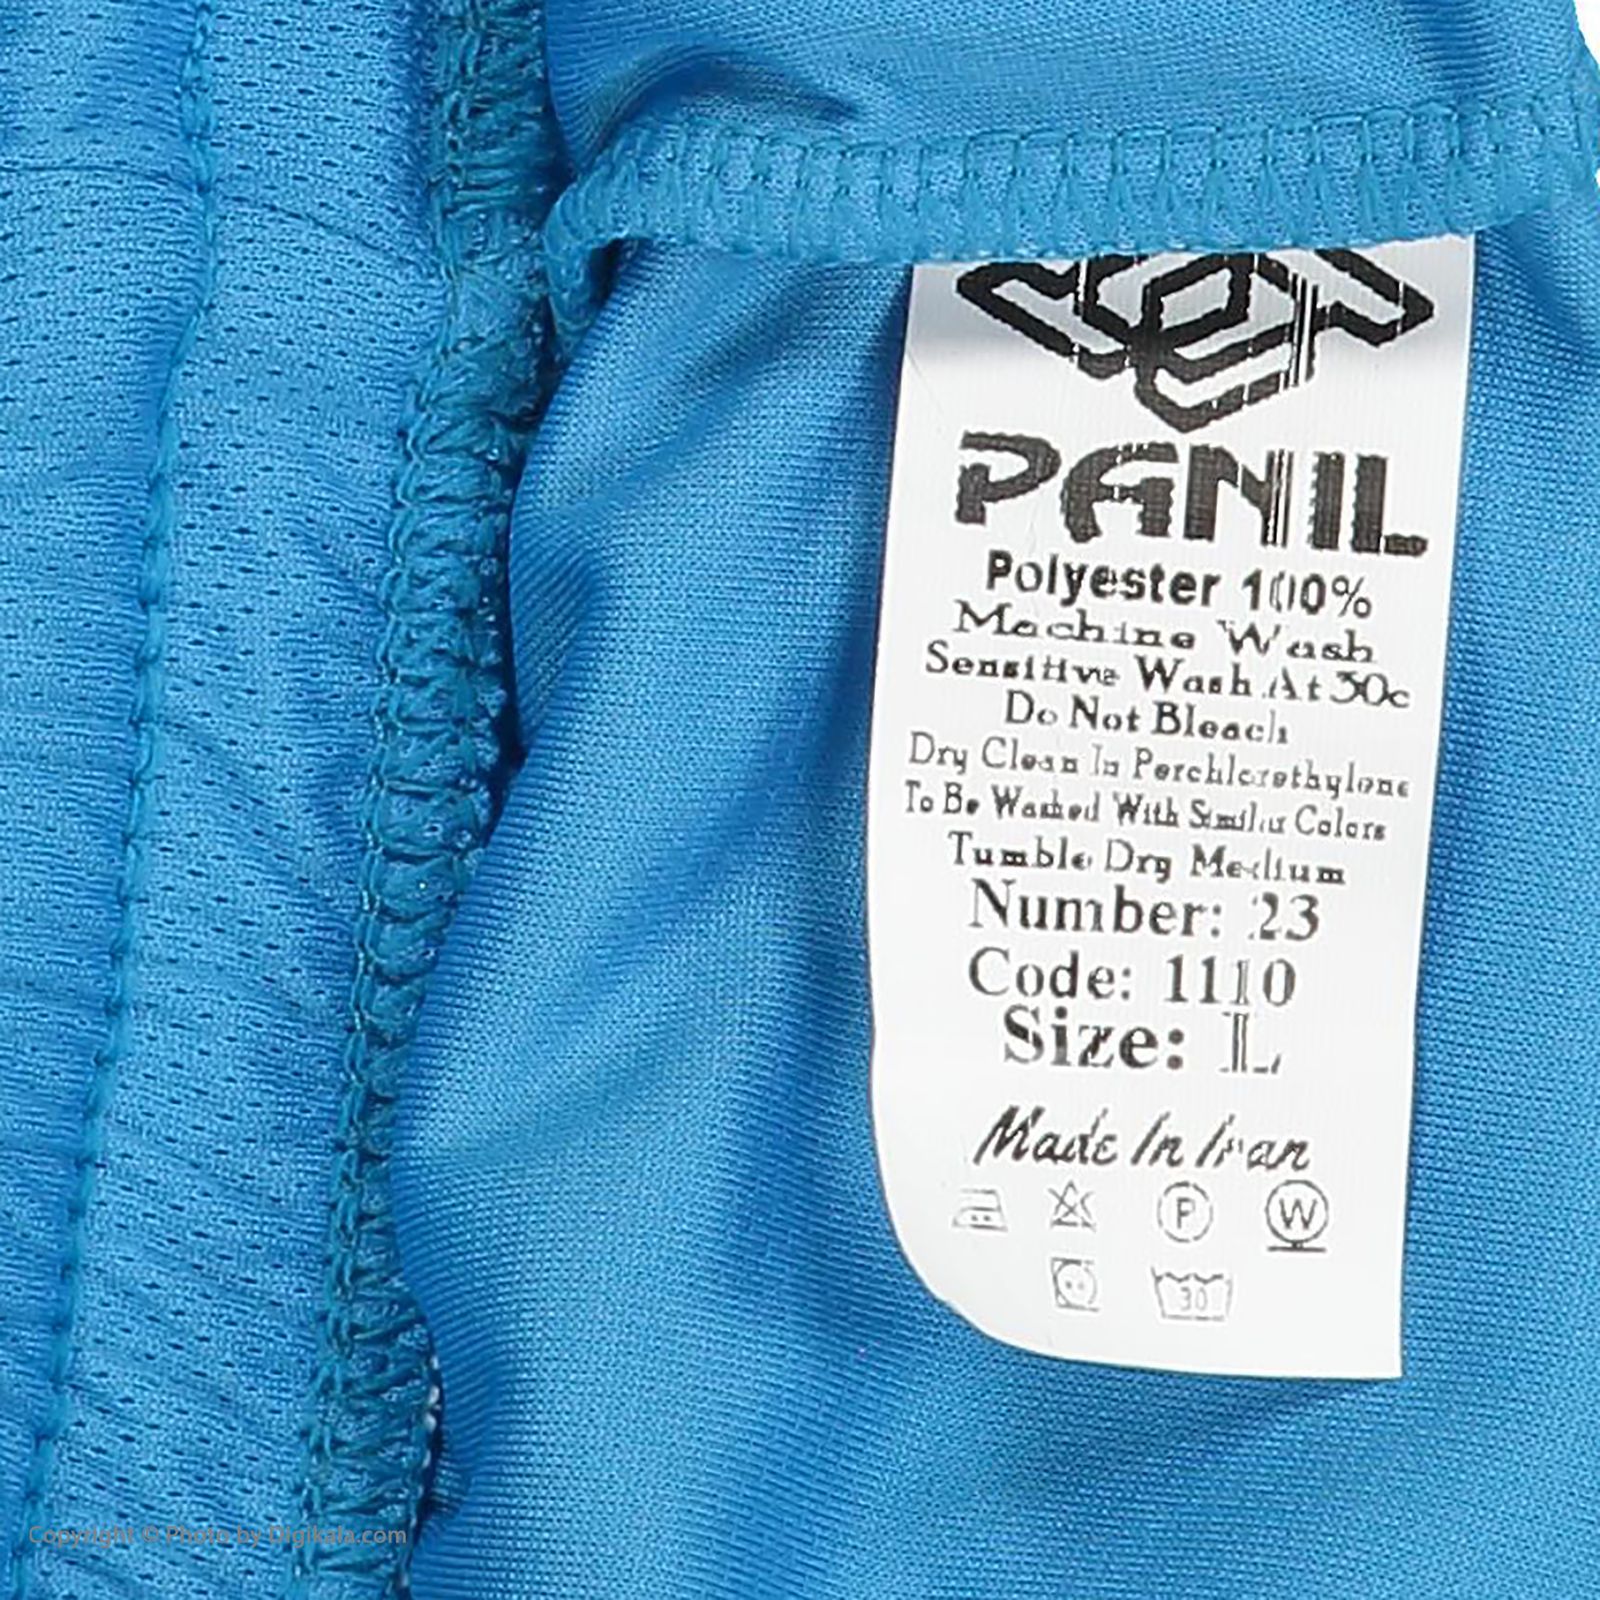 PANIL
Polyester 100%
Machine Wash
Sensitive Wash At 30c
Do Not Bleach
Dry Clean In Perchlorethylene
To Be Washed With Similar Colors
Tumble Dry Medium
Number: 23
Code: 1110
Size: L
Made In Iran
P W
30
Copyright © Photo by Digikala.com